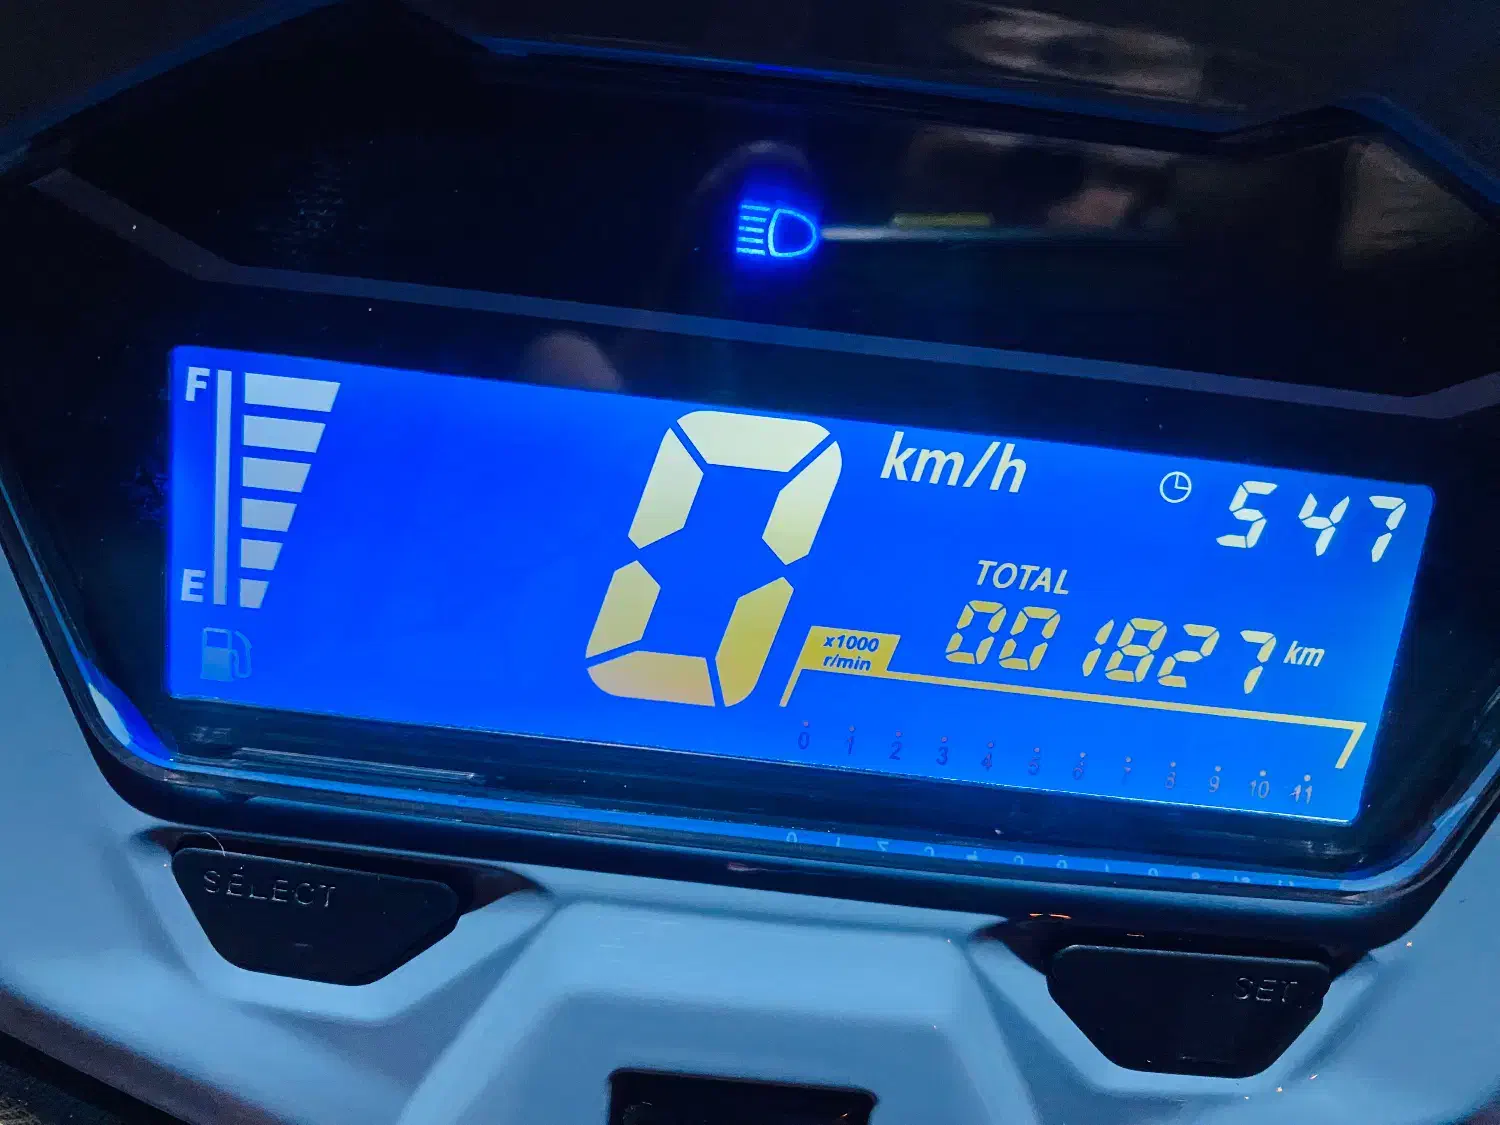 F
E
km/h
5 47
TOTAL
001827 km
x1000
r/min
0 1 2 3 4 5 6 7 8 9 10 11
SELECT
SET